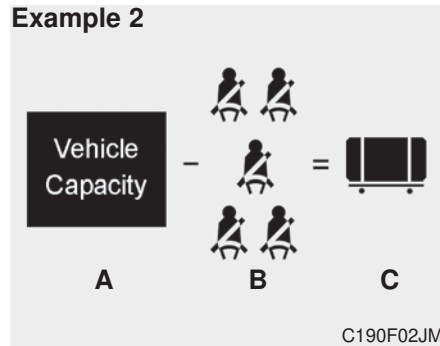 Example 2
Vehicle
Capacity
-
=
A B C
C190F02JM